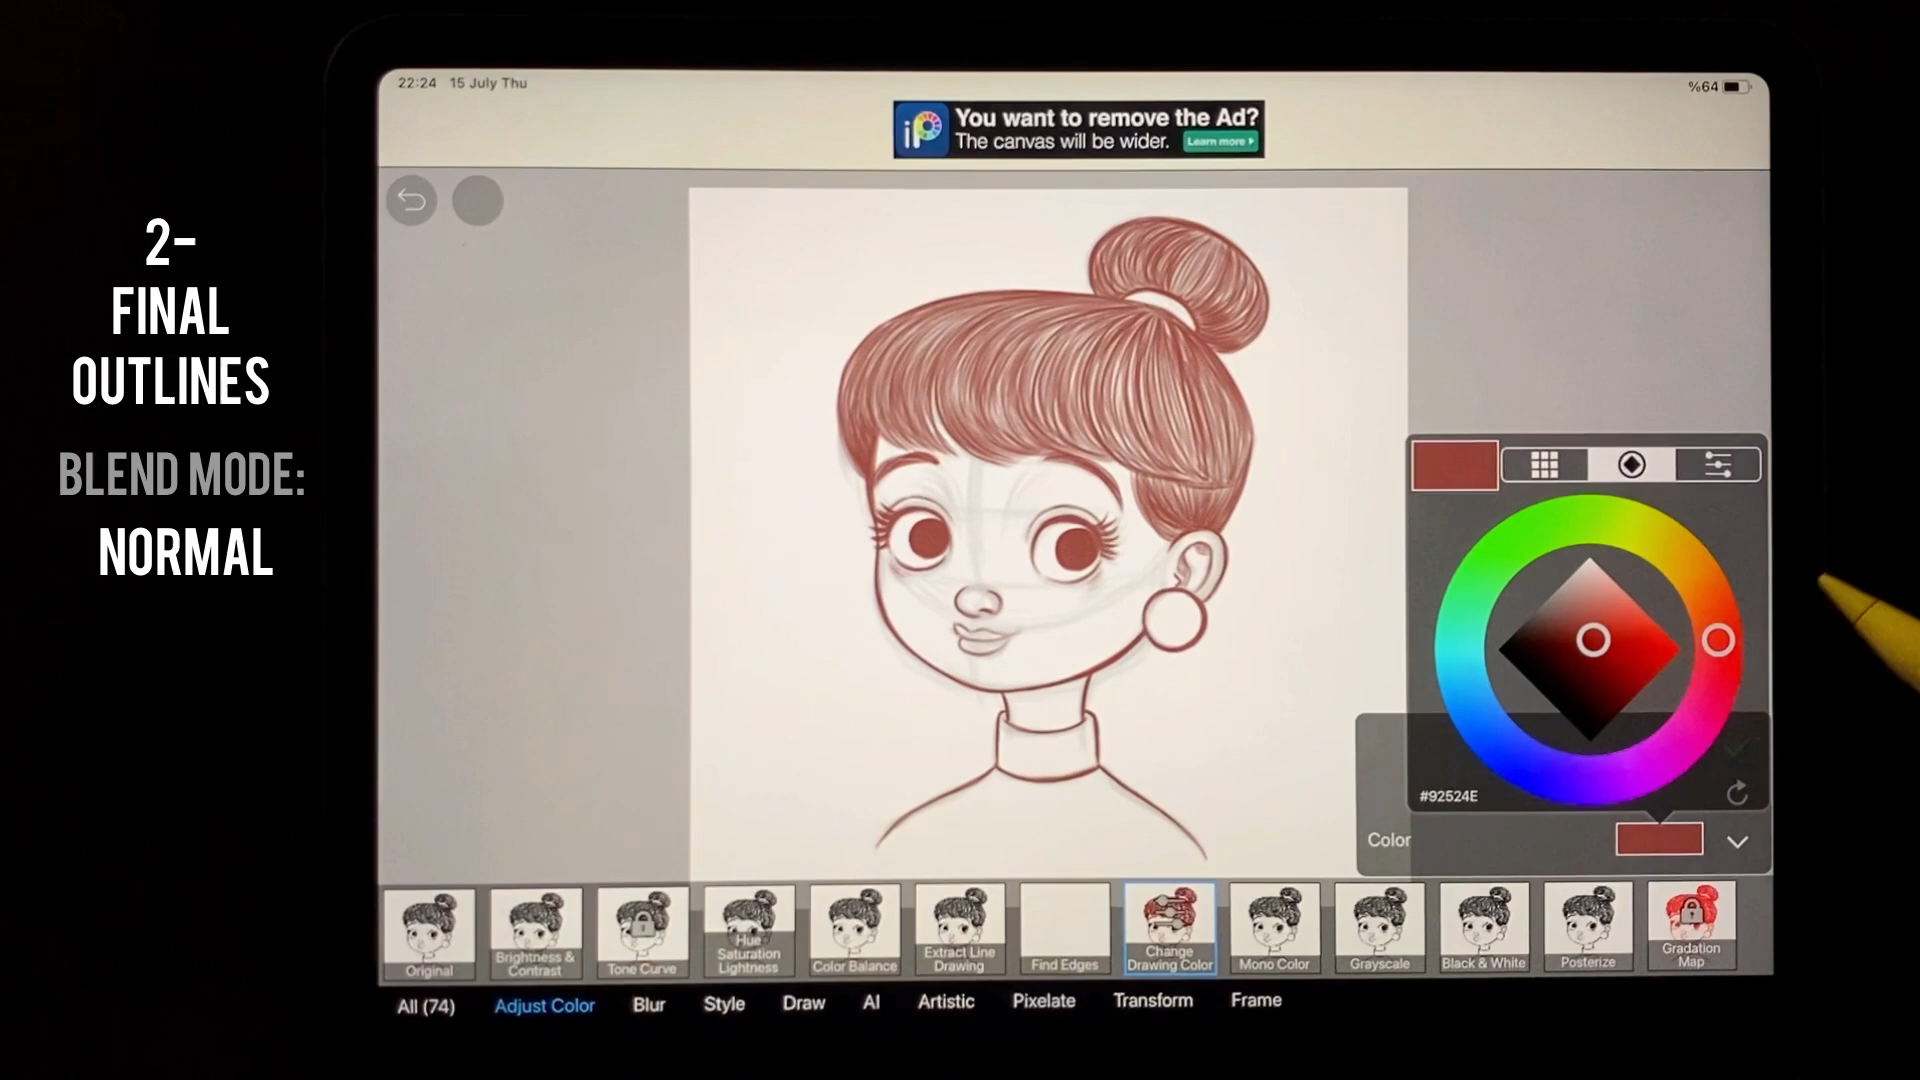 22:24 15 July Thu
%64
iP
You want to remove the Ad?
The canvas will be wider. Learn more
2-
FINAL
OUTLINES
BLEND MODE:
NORMAL
#92524E
Color
Original
Brightness &
Contrast
Tone Curve
Hue
Saturation
Lightness
Color Balance
Extract Line
Drawing
Find Edges
Change
Drawing Color
Mono Color
Grayscale
Black & White
Posterize
Gradation
Map
All (74) Adjust Color Blur Style Draw AI Artistic Pixelate Transform Frame